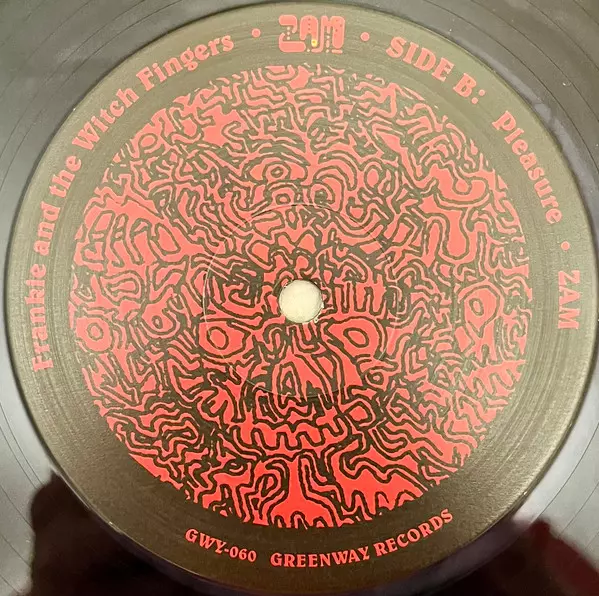 Frankie and the Witch Fingers • ZAM • SIDE B: Pleasure • ZAM
GWY-060 GREENWAY RECORDS